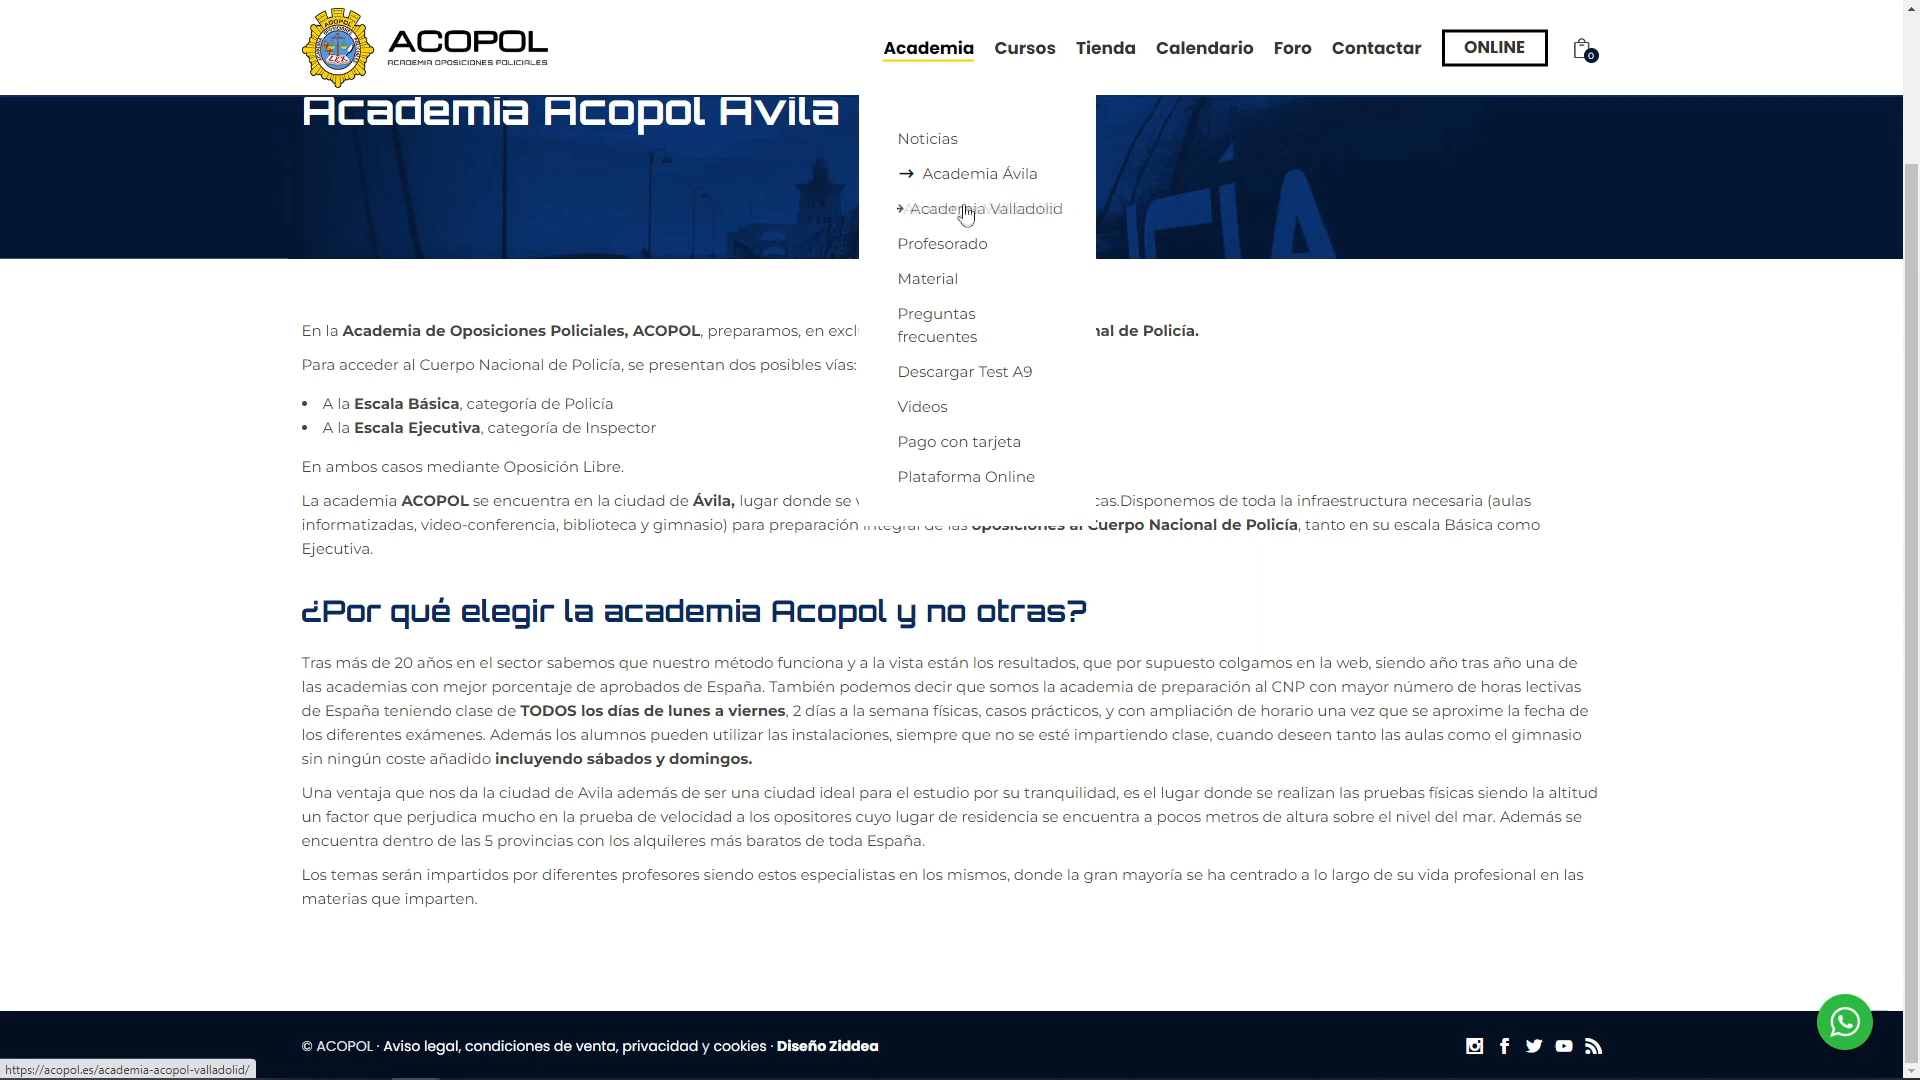 ACOPOL
ACADEMIA OPOSICIONES POLICIALES
Academia
Cursos
Tienda
Calendario
Foro
Contactar
ONLINE
0
Academia Acopol Avila
Noticias
Academia Ávila
Academia Valladolid
Profesorado
Material
Preguntas
frecuentes
Descargar Test A9
Videos
Pago con tarjeta
Plataforma Online
En la Academia de Oposiciones Policiales, ACOPOL, preparamos, en de Policía.
Para acceder al Cuerpo Nacional de Policía, se presentan dos posibles vías:
• A la Escala Básica, categoría de Policía
• A la Escala Ejecutiva, categoría de Inspector
En ambos casos mediante Oposición Libre.
La academia ACOPOL se encuentra en la ciudad de Ávila, lugar donde se Disponemos de toda la infraestructura necesaria (aulas
informatizadas, video-conferencia, biblioteca y gimnasio) para preparación integral de las oposiciones al Cuerpo Nacional de Policía, tanto en su escala Básica como
Ejecutiva.
¿Por qué elegir la academia Acopol y no otras?
Tras más de 20 años en el sector sabemos que nuestro método funciona y a la vista están los resultados, que por supuesto colgamos en la web, siendo año tras año una de
las academias con mejor porcentaje de aprobados de España. También podemos decir que somos la academia de preparación al CNP con mayor número de horas lectivas
de España teniendo clase de TODOS los días de lunes a viernes, 2 días a la semana físicas, casos prácticos, y con ampliación de horario una vez que se aproxime la fecha de
los diferentes exámenes. Además los alumnos pueden utilizar las instalaciones, siempre que no se esté impartiendo clase, cuando deseen tanto las aulas como el gimnasio
sin ningún coste añadido incluyendo sábados y domingos.
Una ventaja que nos da la ciudad de Avila además de ser una ciudad ideal para el estudio por su tranquilidad, es el lugar donde se realizan las pruebas físicas siendo la altitud
un factor que perjudica mucho en la prueba de velocidad a los opositores cuyo lugar de residencia se encuentra a pocos metros de altura sobre el nivel del mar. Además se
encuentra dentro de las 5 provincias con los alquileres más baratos de toda España.
Los temas serán impartidos por diferentes profesores siendo estos especialistas en los mismos, donde la gran mayoría se ha centrado a lo largo de su vida profesional en las
materias que imparten.
© ACOPOL · Aviso legal, condiciones de venta, privacidad y cookies · Diseño Ziddea
https://acopol.es/academia-acopol-valladolid/